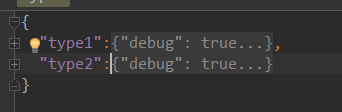 {
"type1":{"debug": true...},
"type2":{"debug": true...}
}